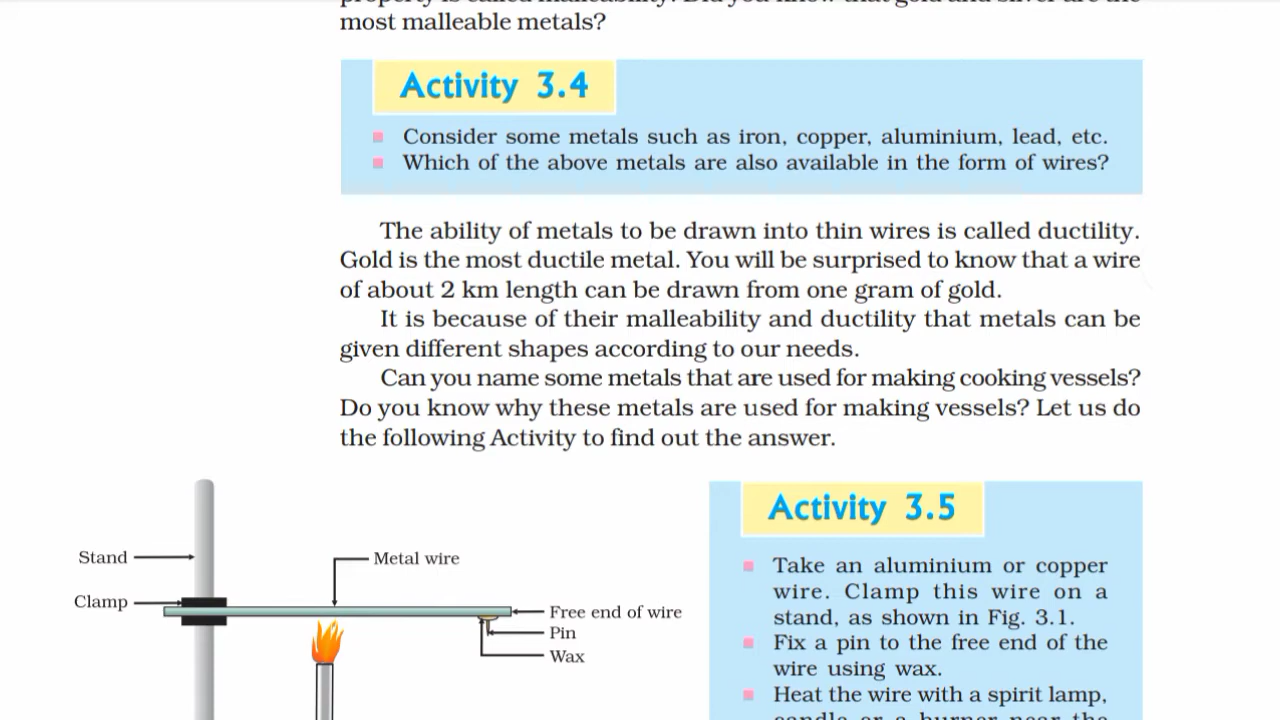 most malleable metals?
Activity 3.4
Consider some metals such as iron, copper, aluminium, lead, etc.
Which of the above metals are also available in the form of wires?
The ability of metals to be drawn into thin wires is called ductility.
Gold is the most ductile metal. You will be surprised to know that a wire
of about 2 km length can be drawn from one gram of gold.
It is because of their malleability and ductility that metals can be
given different shapes according to our needs.
Can you name some metals that are used for making cooking vessels?
Do you know why these metals are used for making vessels? Let us do
the following Activity to find out the answer.
Stand
Metal wire
Clamp
Free end of wire
Pin
Wax
Activity 3.5
Take an aluminium or copper
wire. Clamp this wire on a
stand, as shown in Fig. 3.1.
Fix a pin to the free end of the
wire using wax.
Heat the wire with a spirit lamp,
candle or a burner near the